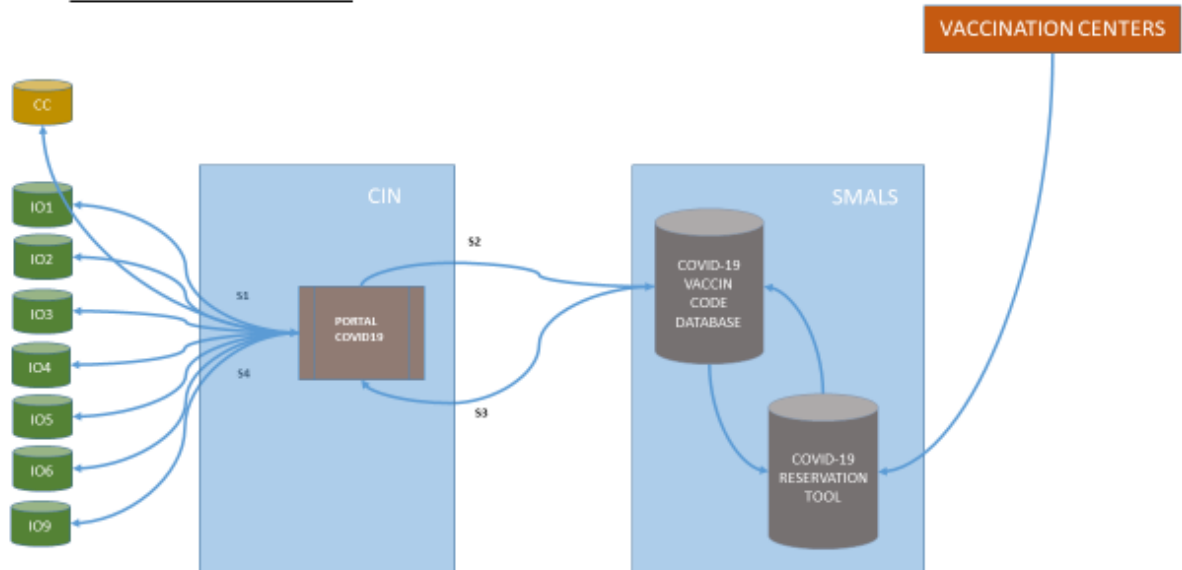 VACCINATION CENTERS
CC
CIN
SMALS
IO1
IO2
IO3
IO4
IO5
IO6
IO9
S1
S4
PORTAL
COVID19
S2
S3
COVID-19
VACCIN
CODE
DATABASE
COVID-19
RESERVATION
TOOL